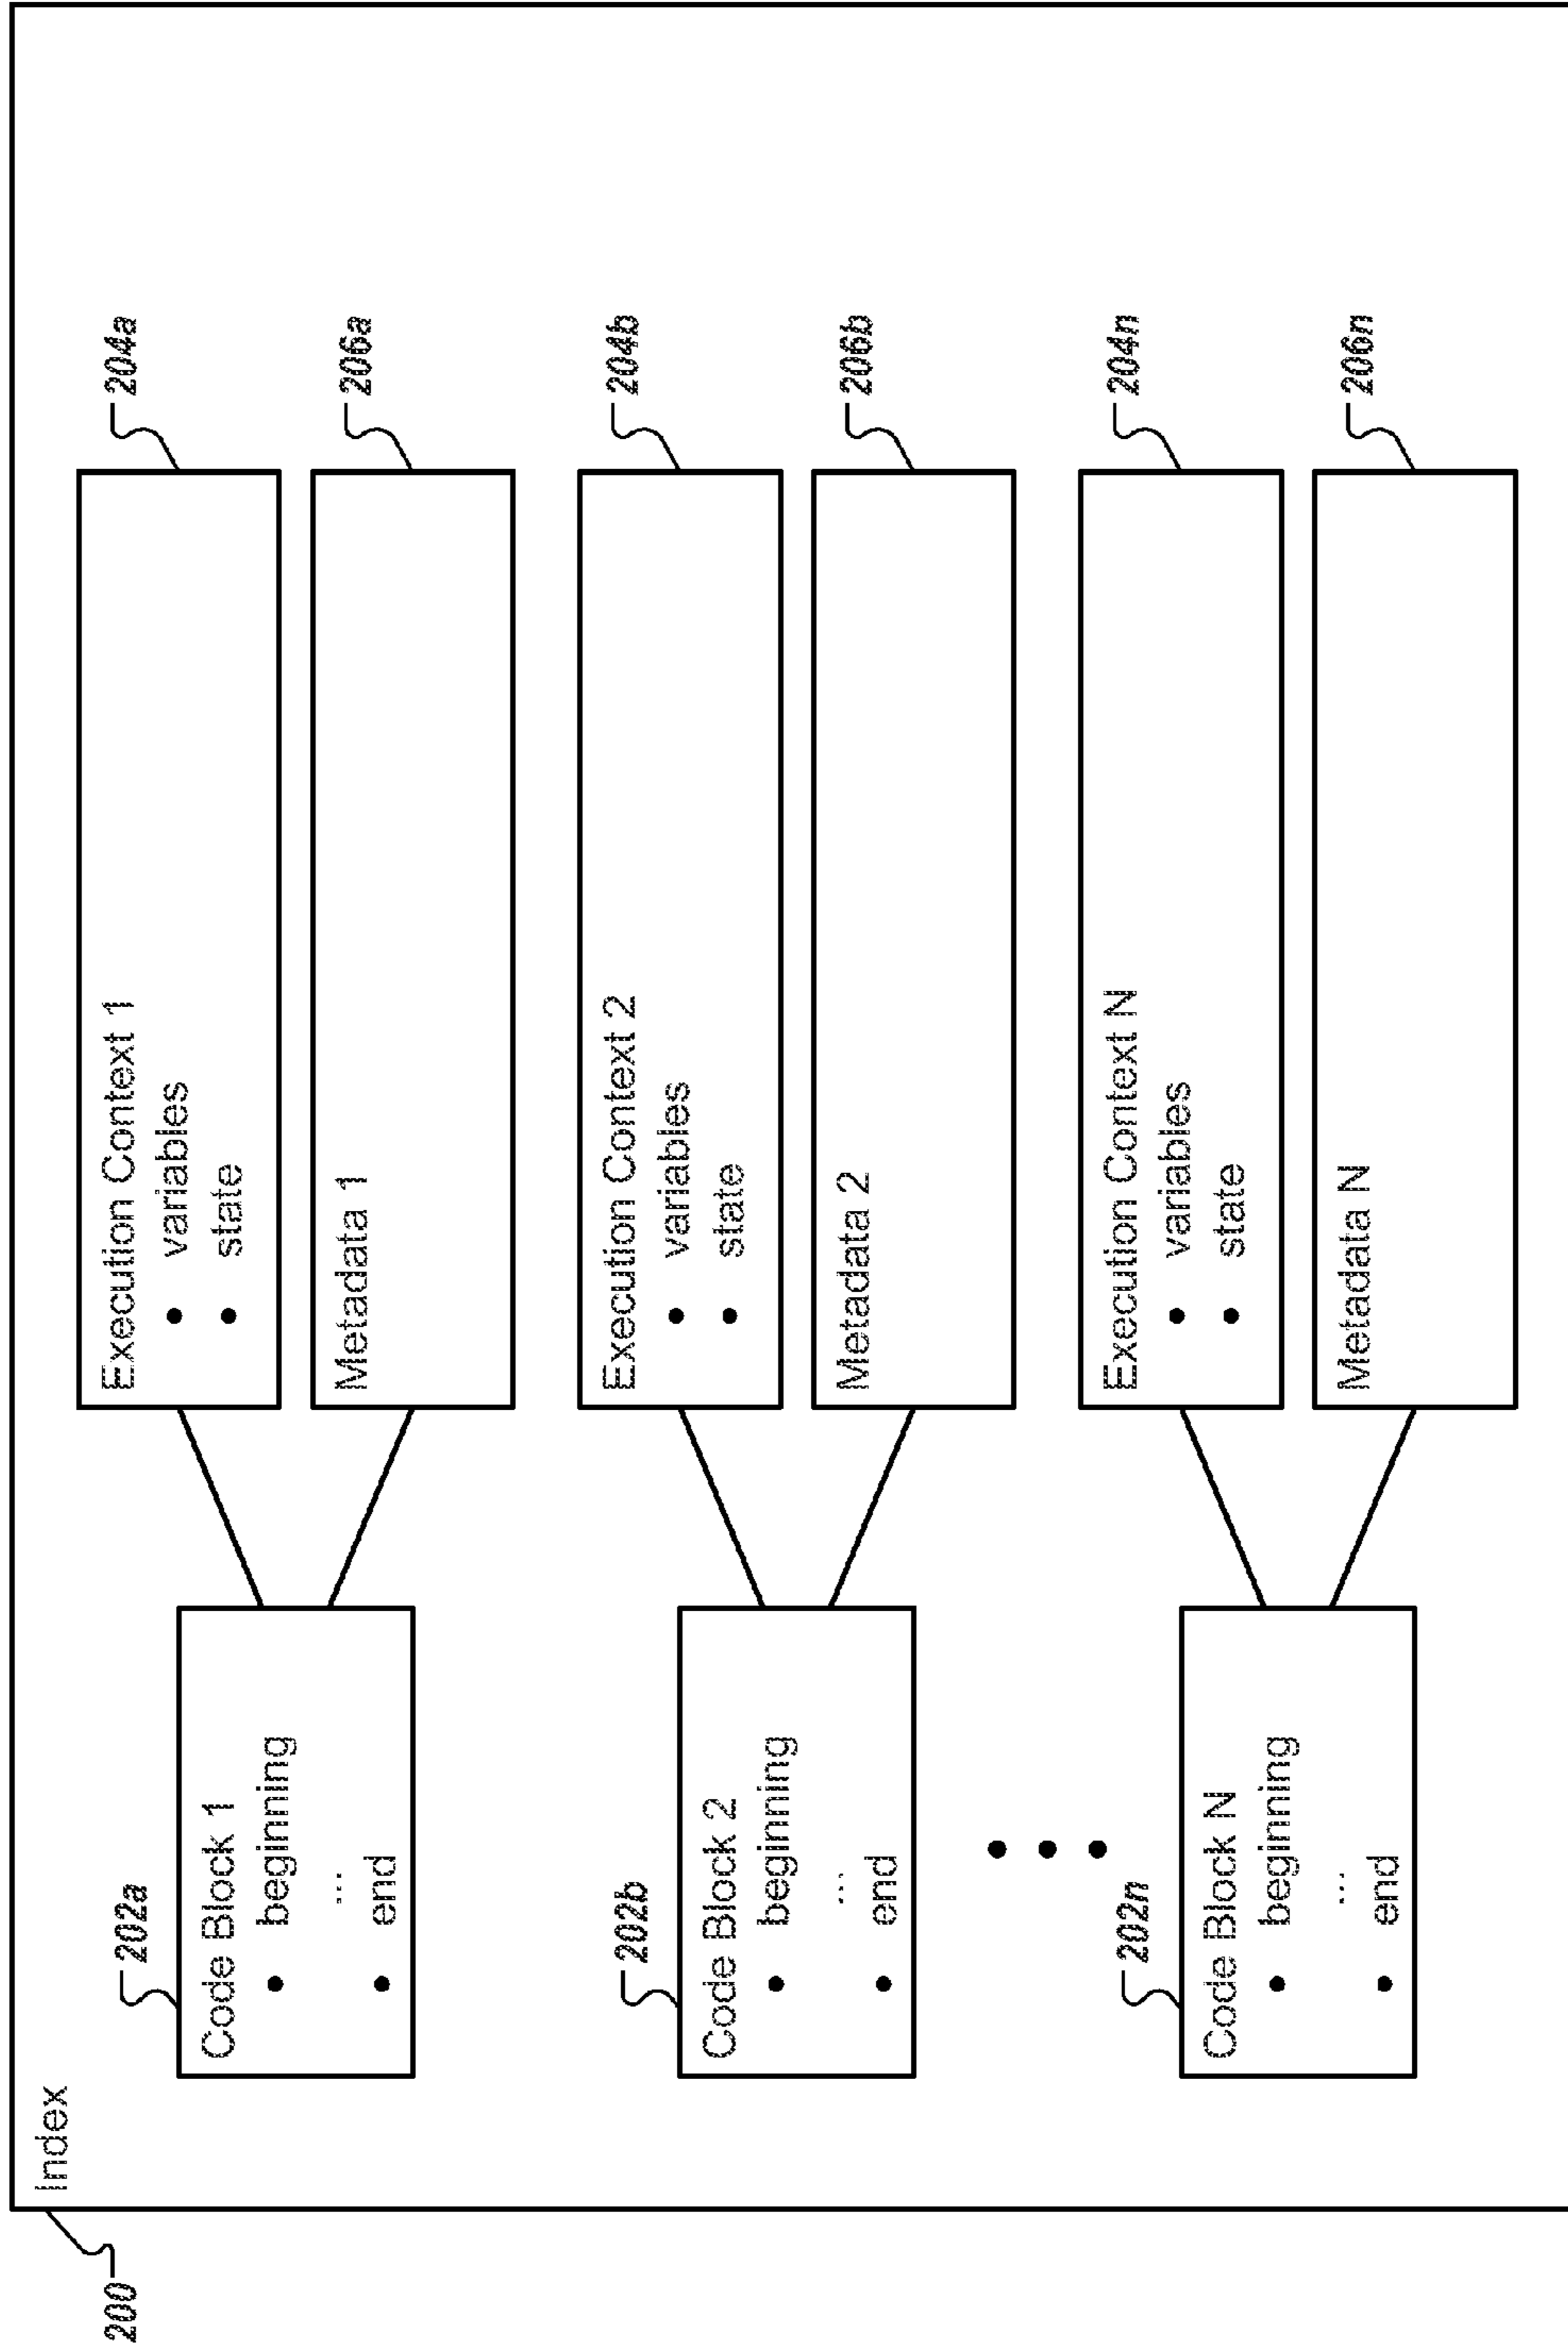 200
Index
202a
Code Block 1
• beginning
...
• end
Execution Context 1
• variables
• state
204a
Metadata 1
206a
202b
Code Block 2
• beginning
...
• end
Execution Context 2
• variables
• state
204b
Metadata 2
206b
202n
Code Block N
• beginning
...
• end
Execution Context N
• variables
• state
204n
Metadata N
206n